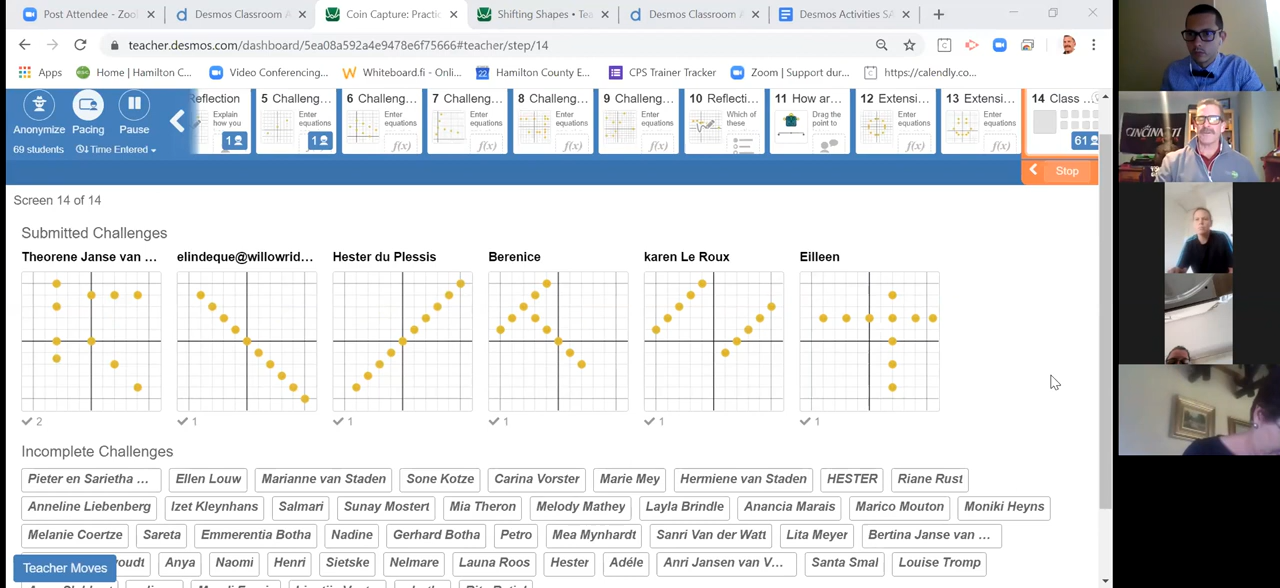 Post Attendee - Zoo
Desmos Classroom A
Coin Capture: Practic
Shifting Shapes • Tea
Desmos Classroom A
Desmos Activities SA
teacher.desmos.com/dashboard/5ea08a592a4e9478e6f75666#teacher/step/14
Apps
Home | Hamilton C...
Video Conferencing...
Whiteboard.fi - Onli...
Hamilton County E...
CPS Trainer Tracker
Zoom | Support dur...
https://calendly.co...
Anonymize
Pacing
Pause
69 students
Time Entered
Reflection
Explain how you
1
5 Challeng...
Enter equations
1
6 Challeng...
Enter equations
f(x)
7 Challeng...
Enter equations
f(x)
8 Challeng...
Enter equations
f(x)
9 Challeng...
Enter equations
f(x)
10 Reflecti...
Which of these
11 How ar...
Drag the point to
12 Extensi...
Enter equations
f(x)
13 Extensi...
Enter equations
f(x)
14 Class
61
Stop
Screen 14 of 14
Submitted Challenges
Theorene Janse van ...
elindeque@willowrid...
Hester du Plessis
Berenice
karen Le Roux
Eilleen
2
1
1
1
1
1
Incomplete Challenges
Pieter en Sarietha ...
Ellen Louw
Marianne van Staden
Sone Kotze
Carina Vorster
Marie Mey
Hermiene van Staden
HESTER
Riane Rust
Anneline Liebenberg
Izet Kleynhans
Salmari
Sunay Mostert
Mia Theron
Melody Mathey
Layla Brindle
Anancia Marais
Marico Mouton
Moniki Heyns
Melanie Coertze
Sareta
Emmerentia Botha
Nadine
Gerhard Botha
Petro
Mea Mynhardt
Sanri Van der Watt
Lita Meyer
Bertina Janse van ...
Teacher Moves
Anya
Naomi
Henri
Sietske
Nelmare
Launa Roos
Hester
Adéle
Anri Jansen van V...
Santa Smal
Louise Tromp